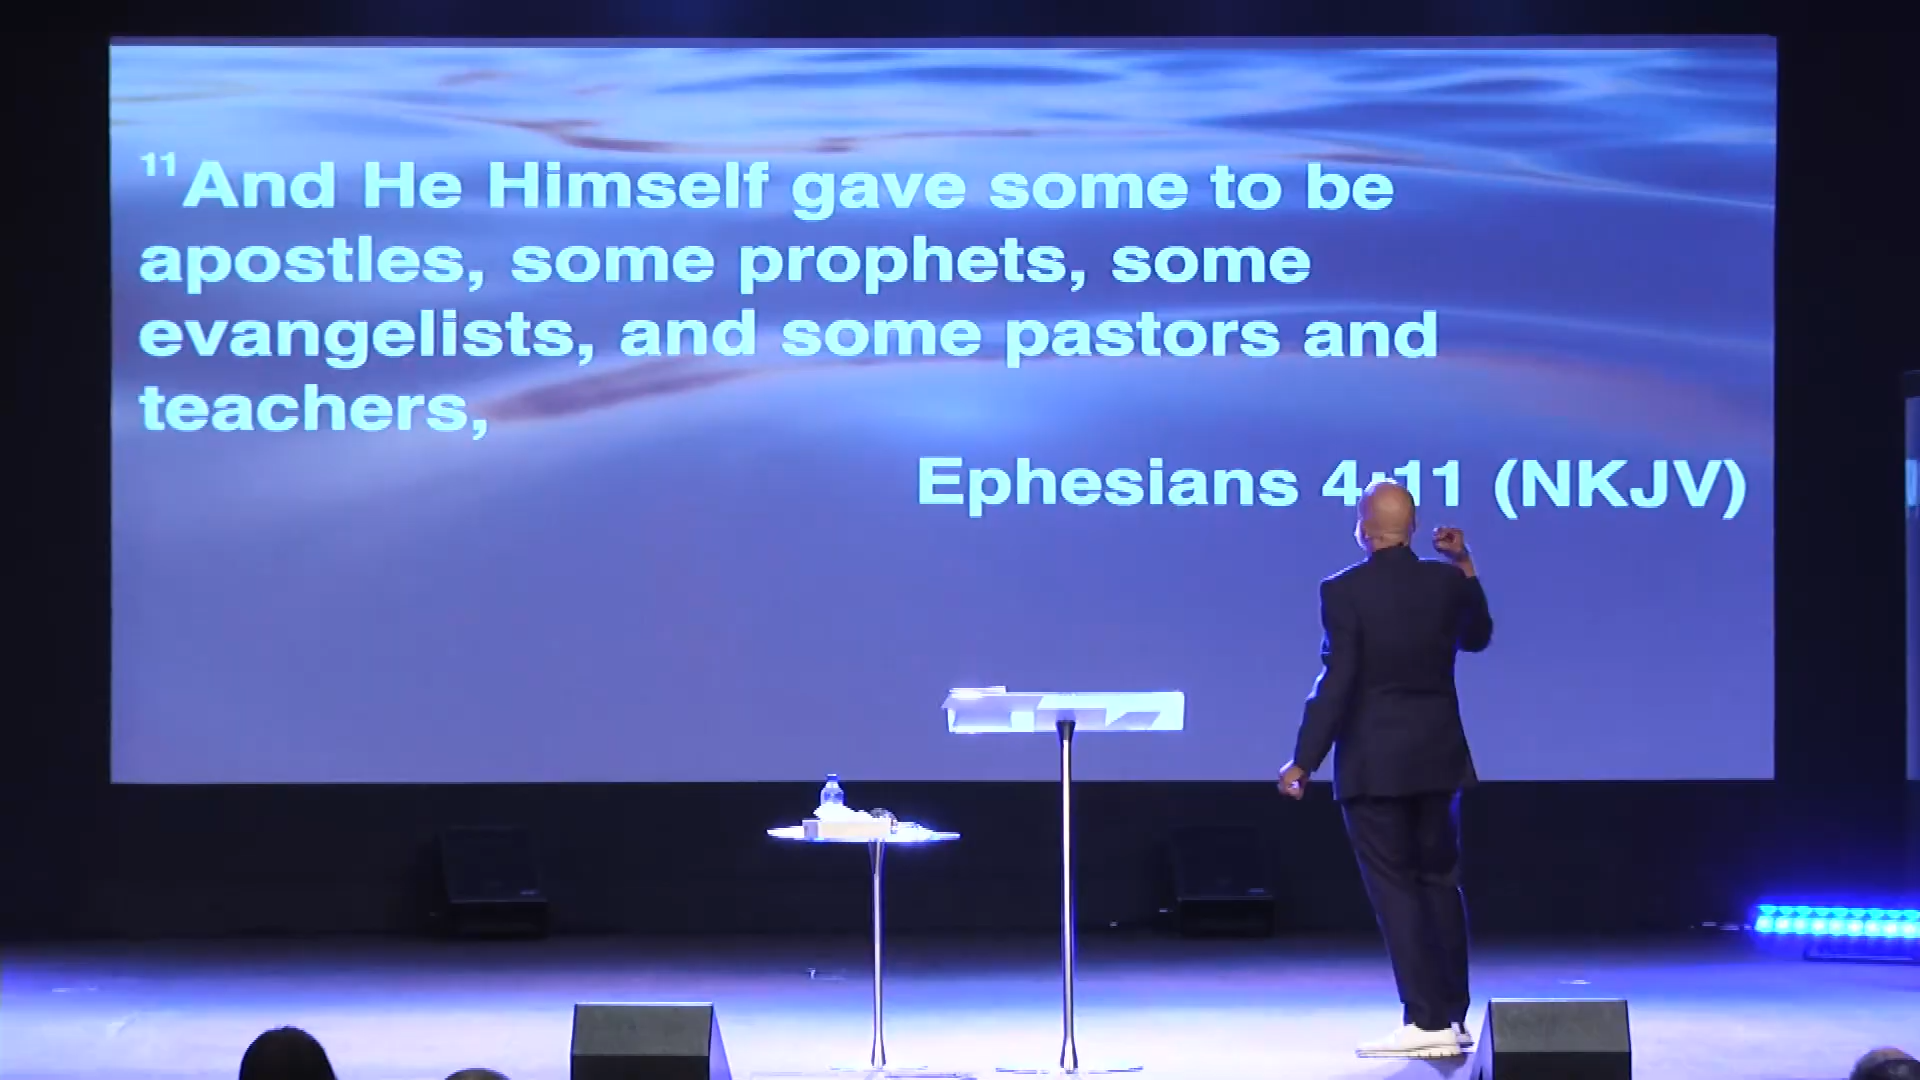 11And He Himself gave some to be
apostles, some prophets, some
evangelists, and some pastors and
teachers,
Ephesians 4:11 (NKJV)